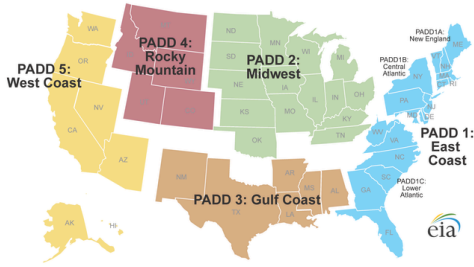 PADD1A:
New England
PADD 4:
Rocky
Mountain
PADD 5:
West Coast
PADD 2:
Midwest
PADD1B:
Central
Atlantic
PADD 1:
East
Coast
PADD1C:
Lower
Atlantic
PADD 3: Gulf Coast
WA
OR
NV
CA
AZ
AK
HI
ND
SD
NE
KS
OK
MN
WI
IA
MI
IL
IN
OH
KY
TN
NM
TX
AR
LA
MS
AL
ME
NY
PA
NJ
DE
WV
VA
NC
SC
GA
FL
eia